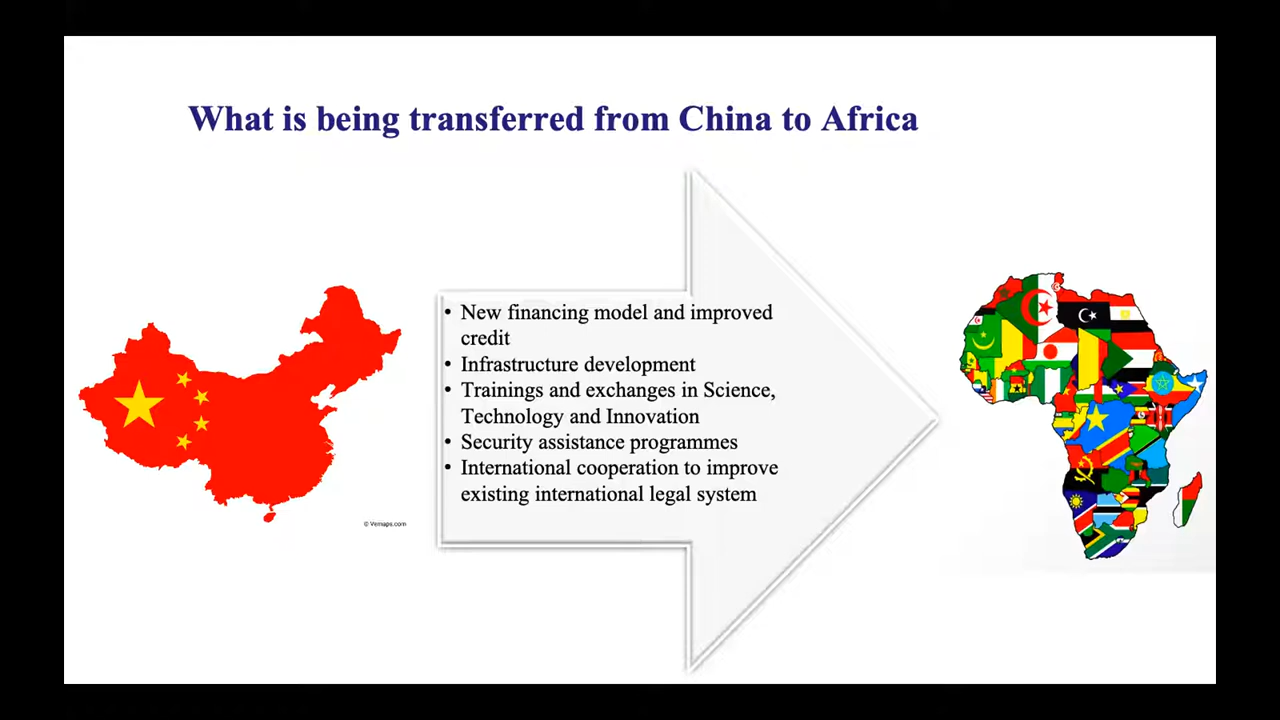 What is being transferred from China to Africa
• New financing model and improved
credit
• Infrastructure development
• Trainings and exchanges in Science,
Technology and Innovation
• Security assistance programmes
• International cooperation to improve
existing international legal system
© Vemaps.com